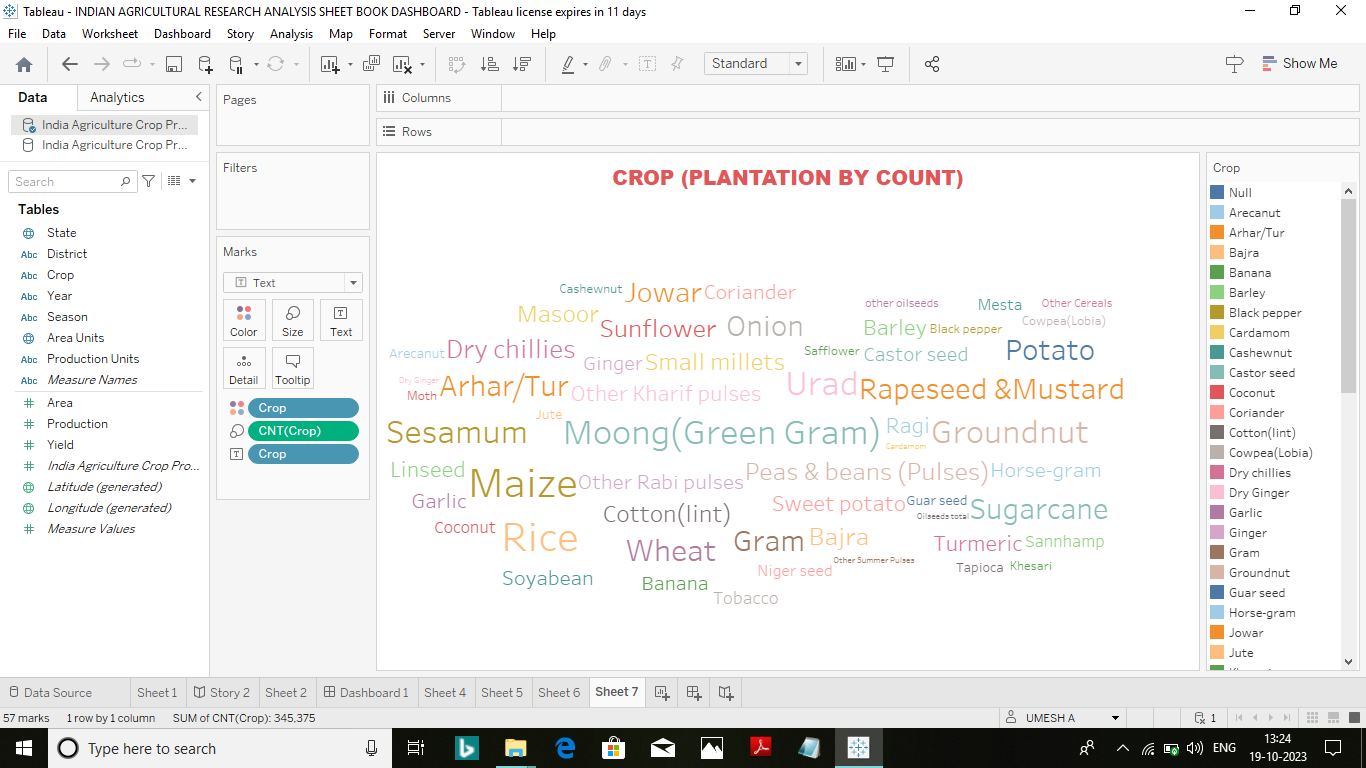 Tableau - INDIAN AGRICULTURAL RESEARCH ANALYSIS SHEET BOOK DASHBOARD - Tableau license expires in 11 days
File Data Worksheet Dashboard Story Analysis Map Format Server Window Help
Standard
Show Me
Data Analytics
India Agriculture Crop Pr...
India Agriculture Crop Pr...
Search
Tables
State
Abc District
Abc Crop
Abc Year
Abc Season
Area Units
Abc Production Units
Abc Measure Names
Area
Production
Yield
India Agriculture Crop Pro...
Latitude (generated)
Longitude (generated)
Measure Values
Pages
Filters
Marks
Text
Color Size Text
Detail Tooltip
Crop
CNT(Crop)
Crop
Columns
Rows
CROP (PLANTATION BY COUNT)
Cashewnut Jowar Coriander other oilseeds Mesta Other Cereals
Masoor Sunflower Onion Barley Black pepper Cowpea(Lobia)
Arecanut Dry chillies Ginger Small millets Safflower Castor seed Potato
Dry Ginger
Moth Arhar/Tur Other Kharif pulses Urad Rapeseed &Mustard
Jute
Sesamum Moong(Green Gram) Ragi Groundnut
Cardamom
Linseed Maize Other Rabi pulses Peas & beans (Pulses) Horse-gram
Garlic Cotton(lint) Sweet potato Guar seed Sugarcane
Oilseeds total
Coconut Rice Wheat Gram Bajra Turmeric Sannhamp
Other Summer Pulses
Soyabean Banana Niger seed Tapioca Khesari
Tobacco
Crop
Null
Arecanut
Arhar/Tur
Bajra
Banana
Barley
Black pepper
Cardamom
Cashewnut
Castor seed
Coconut
Coriander
Cotton(lint)
Cowpea(Lobia)
Dry chillies
Dry Ginger
Garlic
Ginger
Gram
Groundnut
Guar seed
Horse-gram
Jowar
Jute
Data Source Sheet 1 Story 2 Sheet 2 Dashboard 1 Sheet 4 Sheet 5 Sheet 6 Sheet 7
57 marks 1 row by 1 column SUM of CNT(Crop): 345,375 UMESH A 1
Type here to search
ENG
13:24
19-10-2023